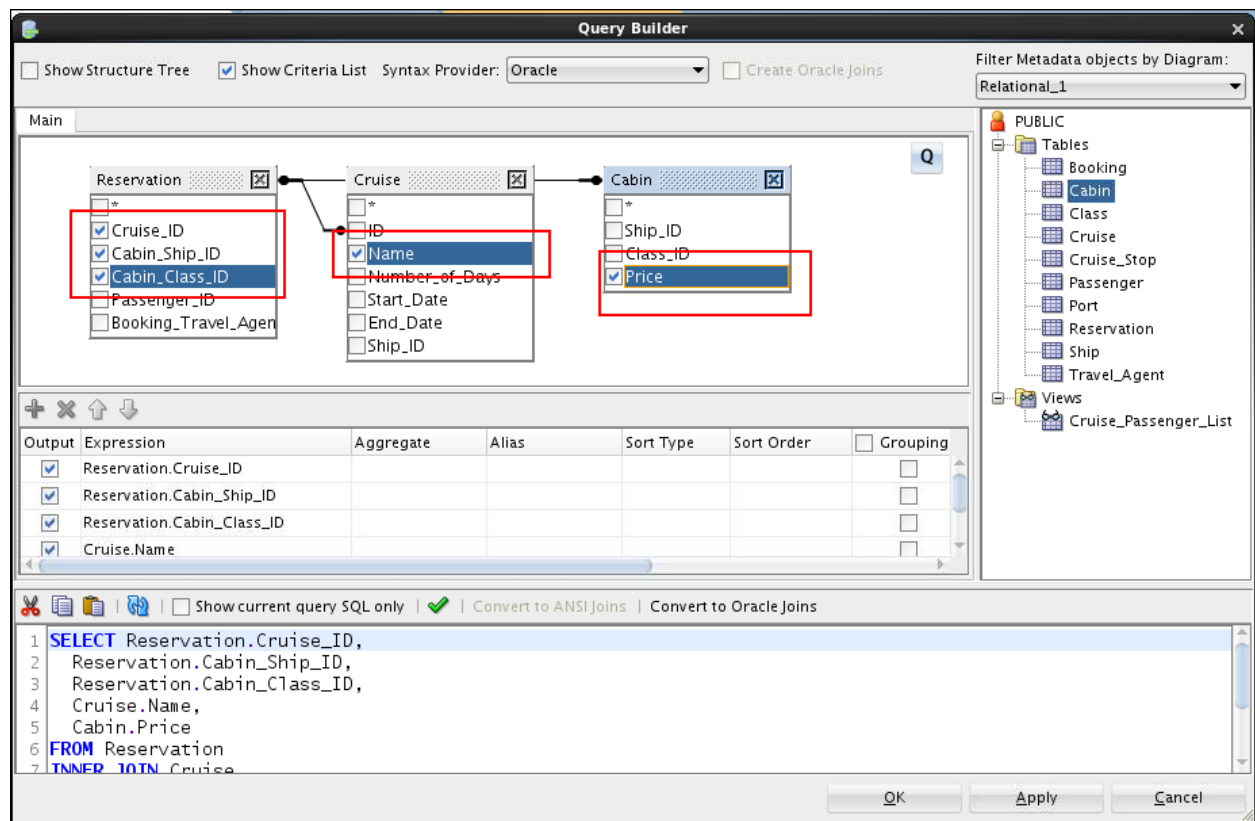 Query Builder
Show Structure Tree Show Criteria List Syntax Provider: Oracle Create Oracle Joins
Filter Metadata objects by Diagram:
Relational_1
Main
Q
Reservation
*
Cruise_ID
Cabin_Ship_ID
Cabin_Class_ID
Passenger_ID
Booking_Travel_Agen
Cruise
*
ID
Name
Number_of_Days
Start_Date
End_Date
Ship_ID
Cabin
*
Ship_ID
Class_ID
Price
PUBLIC
Tables
Booking
Cabin
Class
Cruise
Cruise_Stop
Passenger
Port
Reservation
Ship
Travel_Agent
Views
Cruise_Passenger_List
Output Expression Aggregate Alias Sort Type Sort Order Grouping
Reservation.Cruise_ID
Reservation.Cabin_Ship_ID
Reservation.Cabin_Class_ID
Cruise.Name
Show current query SQL only Convert to ANSI Joins Convert to Oracle Joins
1 SELECT Reservation.Cruise_ID,
2 Reservation.Cabin_Ship_ID,
3 Reservation.Cabin_Class_ID,
4 Cruise.Name,
5 Cabin.Price
6 FROM Reservation
7 INNER JOIN Cruise
OK Apply Cancel